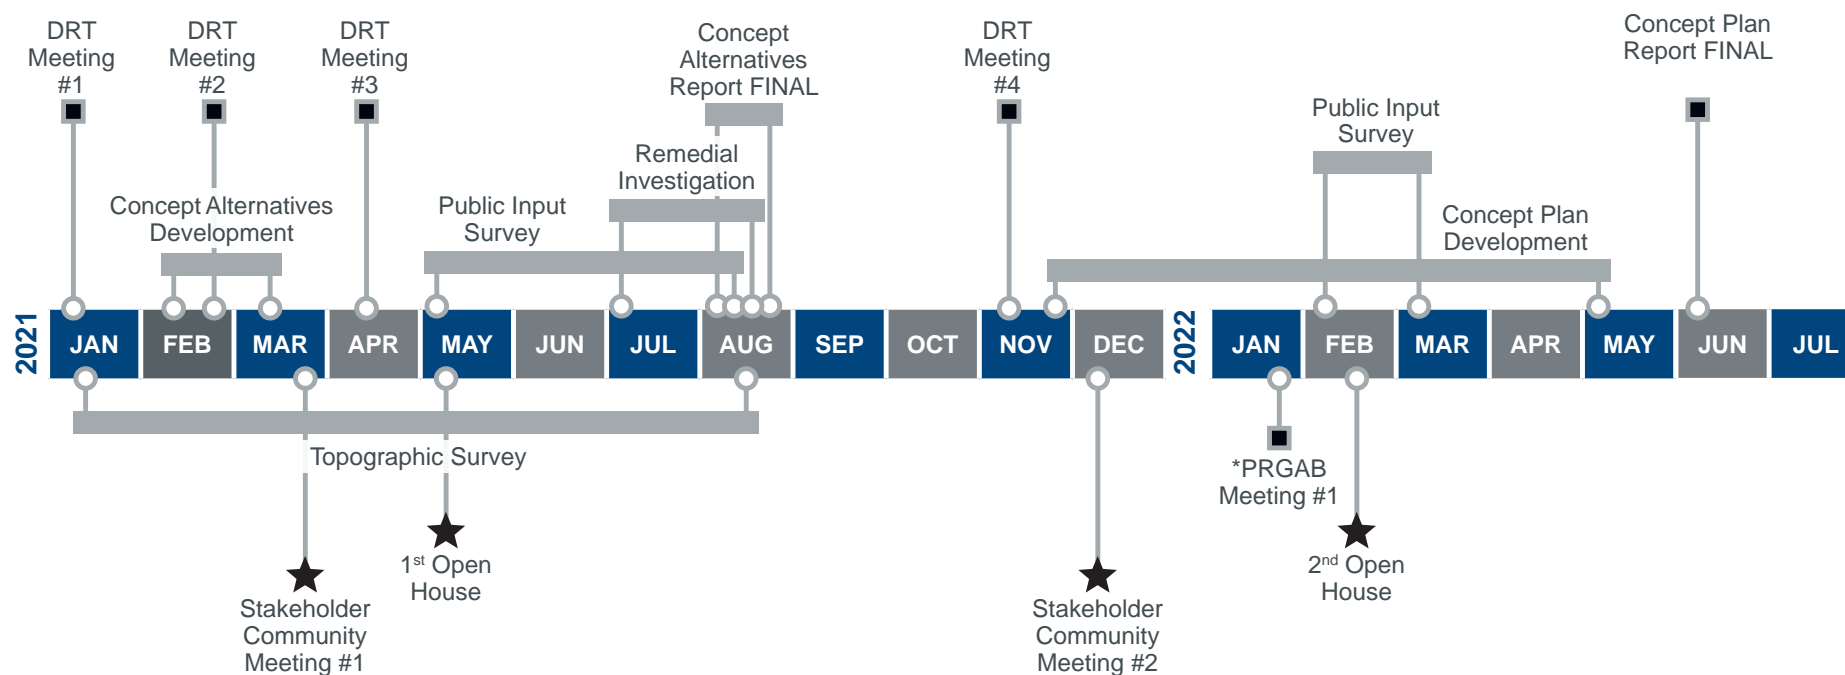 DRT
Meeting
#1
DRT
Meeting
#2
DRT
Meeting
#3
Concept
Alternatives
Report FINAL
DRT
Meeting
#4
Concept Plan
Report FINAL
Public Input
Survey
Remedial
Investigation
Concept Alternatives
Development
Public Input
Survey
Concept Plan
Development
2021
JAN
FEB
MAR
APR
MAY
JUN
JUL
AUG
SEP
OCT
NOV
DEC
2022
JAN
FEB
MAR
APR
MAY
JUN
JUL
Topographic Survey
*PRGAB
Meeting #1
1st Open
House
2nd Open
House
Stakeholder
Community
Meeting #1
Stakeholder
Community
Meeting #2